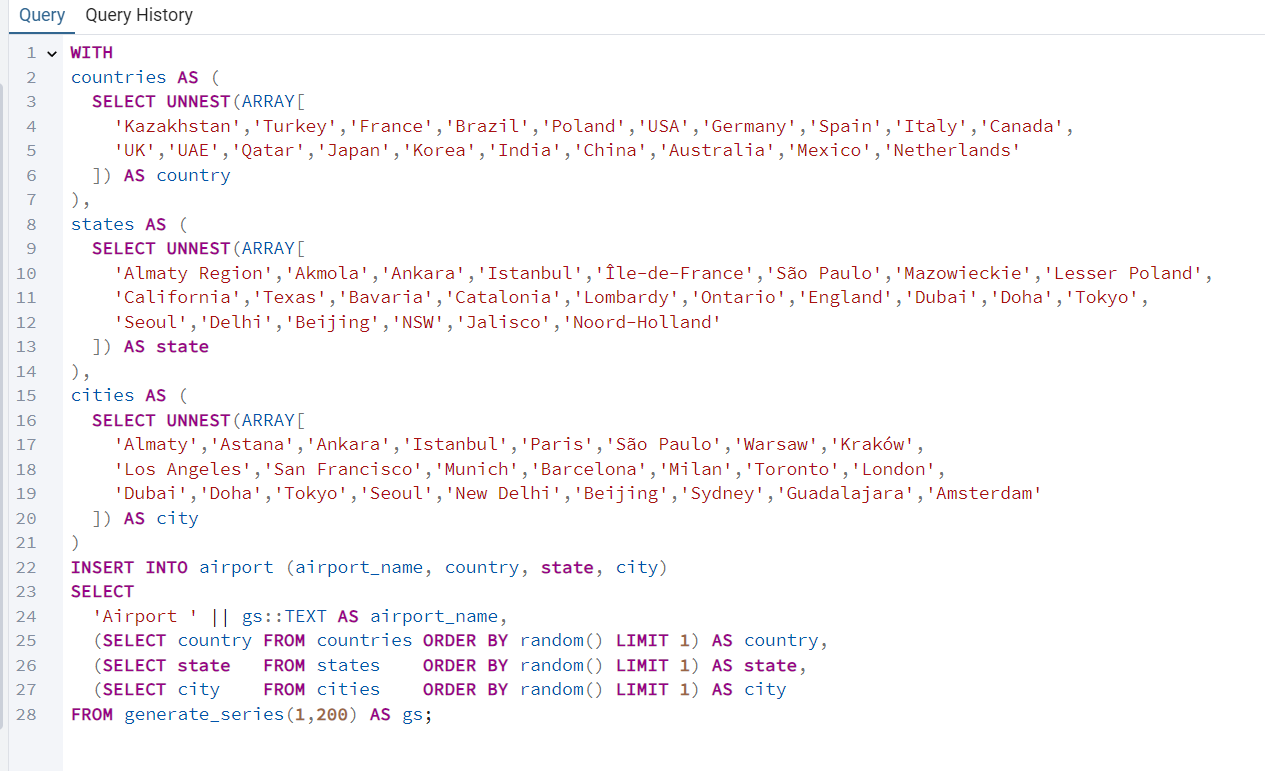 Query Query History
1 WITH
2 countries AS (
3 SELECT UNNEST(ARRAY[
4 'Kazakhstan','Turkey','France','Brazil','Poland','USA','Germany','Spain','Italy','Canada',
5 'UK','UAE','Qatar','Japan','Korea','India','China','Australia','Mexico','Netherlands'
6 ]) AS country
7 ),
8 states AS (
9 SELECT UNNEST(ARRAY[
10 'Almaty Region','Akmola','Ankara','Istanbul','Île-de-France','São Paulo','Mazowieckie','Lesser Poland',
11 'California','Texas','Bavaria','Catalonia','Lombardy','Ontario','England','Dubai','Doha','Tokyo',
12 'Seoul','Delhi','Beijing','NSW','Jalisco','Noord-Holland'
13 ]) AS state
14 ),
15 cities AS (
16 SELECT UNNEST(ARRAY[
17 'Almaty','Astana','Ankara','Istanbul','Paris','São Paulo','Warsaw','Kraków',
18 'Los Angeles','San Francisco','Munich','Barcelona','Milan','Toronto','London',
19 'Dubai','Doha','Tokyo','Seoul','New Delhi','Beijing','Sydney','Guadalajara','Amsterdam'
20 ]) AS city
21 )
22 INSERT INTO airport (airport_name, country, state, city)
23 SELECT
24 'Airport ' || gs::TEXT AS airport_name,
25 (SELECT country FROM countries ORDER BY random() LIMIT 1) AS country,
26 (SELECT state   FROM states    ORDER BY random() LIMIT 1) AS state,
27 (SELECT city    FROM cities    ORDER BY random() LIMIT 1) AS city
28 FROM generate_series(1,200) AS gs;